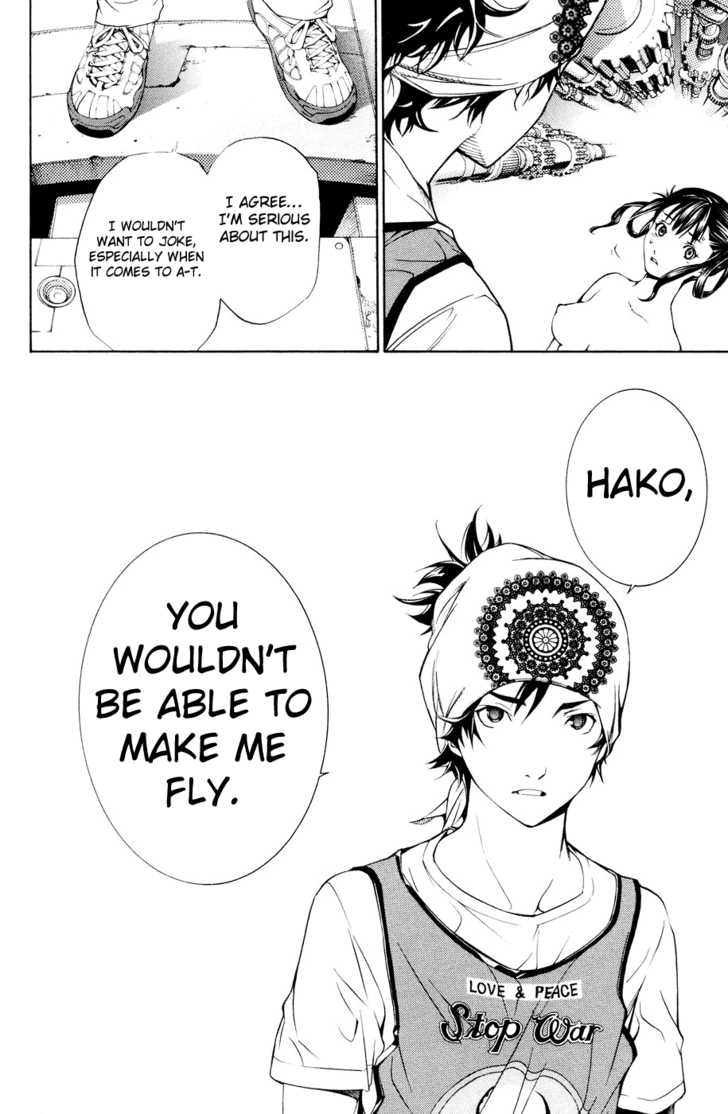 I AGREE...
I'M SERIOUS
ABOUT THIS.
I WOULDN'T
WANT TO JOKE,
ESPECIALLY WHEN
IT COMES TO A-T.
HAKO,
YOU
WOULDN'T
BE ABLE TO
MAKE ME
FLY.
LOVE & PEACE
Stop War